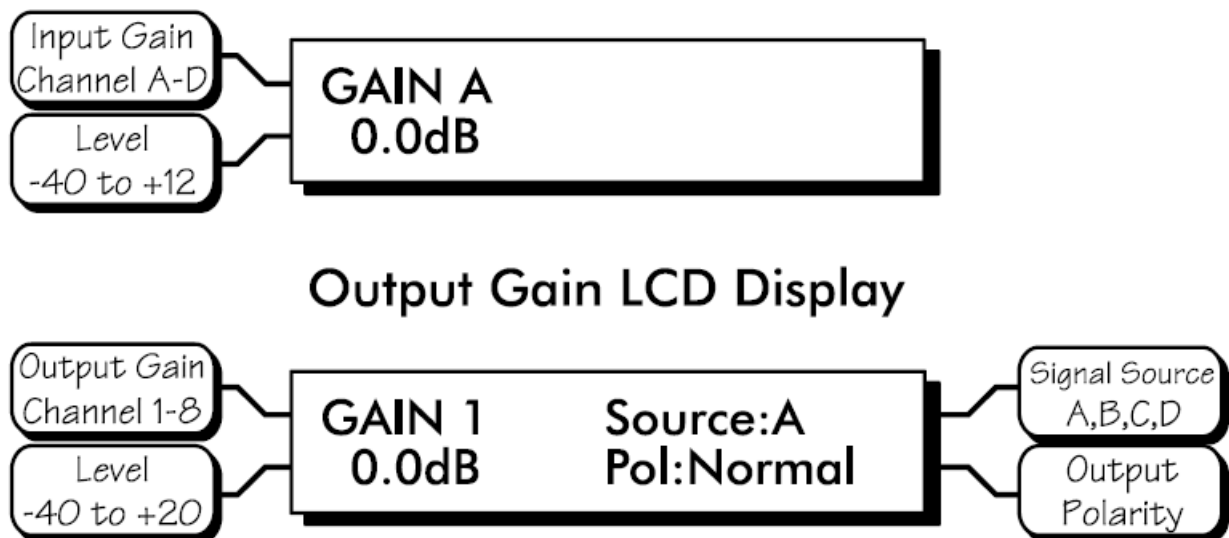 Input Gain
Channel A-D
Level
-40 to +12
GAIN A
0.0dB
Output Gain LCD Display
Output Gain
Channel 1-8
Level
-40 to +20
GAIN 1
0.0dB
Source:A
Pol:Normal
Signal Source
A,B,C,D
Output
Polarity